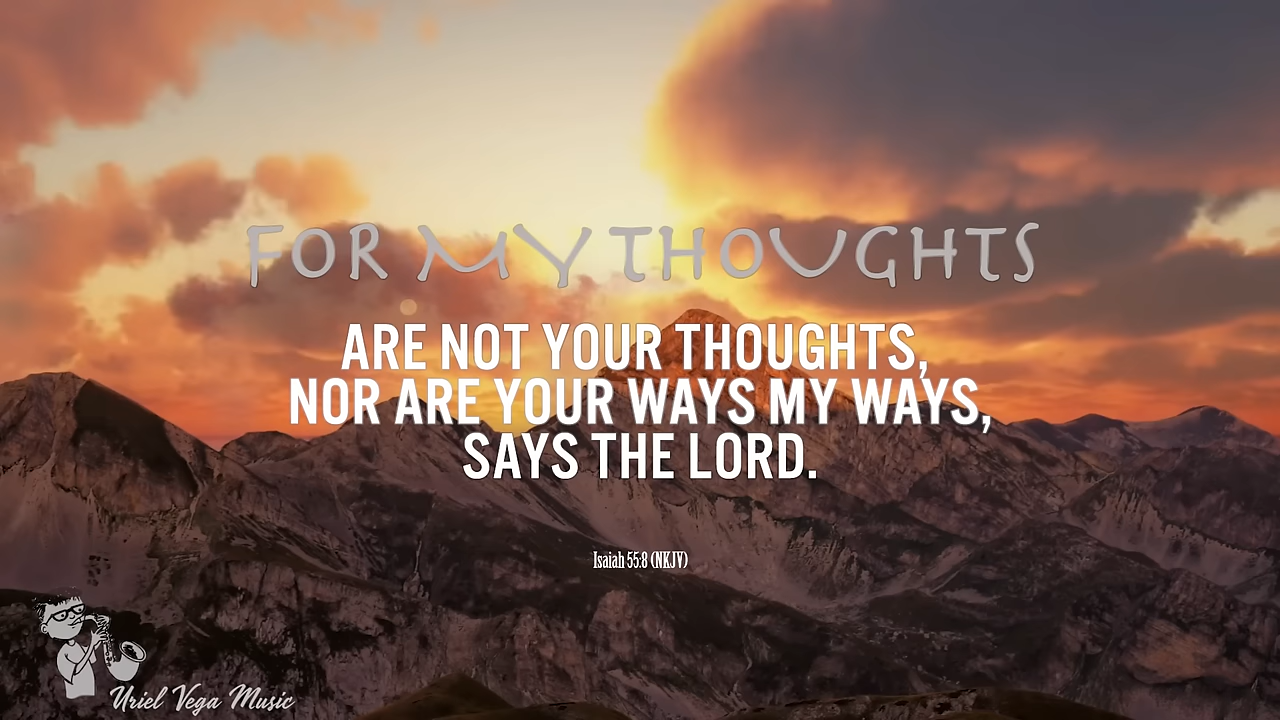 FOR MY THOUGHTS
ARE NOT YOUR THOUGHTS,
NOR ARE YOUR WAYS MY WAYS,
SAYS THE LORD.
Isaiah 55:8 (NKJV)
Uriel Vega Music